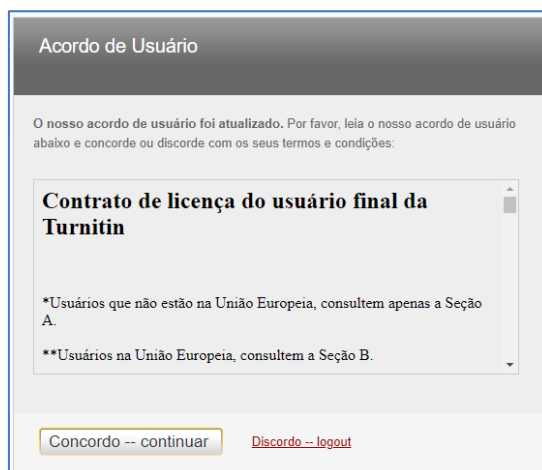 Acordo de Usuário
O nosso acordo de usuário foi atualizado. Por favor, leia o nosso acordo de usuário
abaixo e concorde ou discorde com os seus termos e condições:
Contrato de licença do usuário final da
Turnitin
*Usuários que não estão na União Europeia, consultem apenas a Seção
A.
**Usuários na União Europeia, consultem a Seção B.
Concordo -- continuar Discordo -- logout